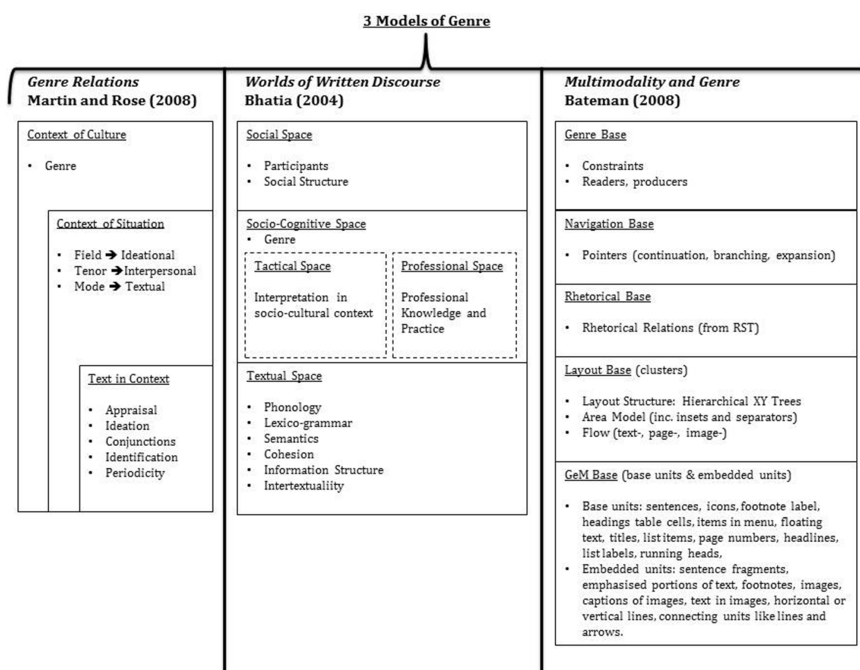 3 Models of Genre
Genre Relations
Martin and Rose (2008)
Context of Culture
• Genre
Context of Situation
• Field ➔ Ideational
• Tenor ➔Interpersonal
• Mode ➔ Textual
Text in Context
• Appraisal
• Ideation
• Conjunctions
• Identification
• Periodicity
Worlds of Written Discourse
Bhatia (2004)
Social Space
• Participants
• Social Structure
Socio-Cognitive Space
• Genre
Tactical Space
Interpretation in
socio-cultural context
Professional Space
Professional
Knowledge and
Practice
Textual Space
• Phonology
• Lexico-grammar
• Semantics
• Cohesion
• Information Structure
• Intertextuality
Multimodality and Genre
Bateman (2008)
Genre Base
• Constraints
• Readers, producers
Navigation Base
• Pointers (continuation, branching, expansion)
Rhetorical Base
• Rhetorical Relations (from RST)
Layout Base (clusters)
• Layout Structure: Hierarchical XY Trees
• Area Model (inc. insets and separators)
• Flow (text-, page-, image-)
GeM Base (base units & embedded units)
• Base units: sentences, icons, footnote label,
headings table cells, items in menu, floating
text, titles, list items, page numbers, headlines,
list labels, running heads,
• Embedded units: sentence fragments,
emphasised portions of text, footnotes, images,
captions of images, text in images, horizontal or
vertical lines, connecting units like lines and
arrows.